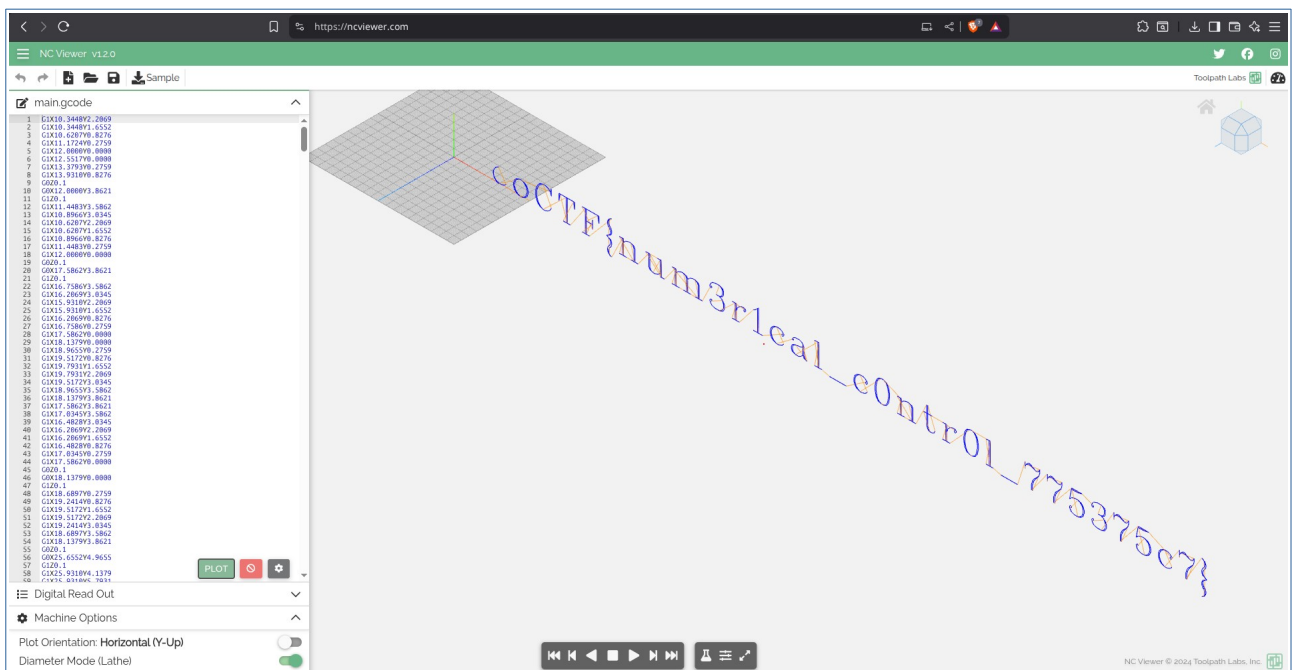 https://ncviewer.com
NC Viewer v1.2.0
Sample
Toolpath Labs
main.gcode
1 G1X10.3448Y2.2069
2 G1X10.3448Y1.6552
3 G1X10.6207Y0.8276
4 G1X11.1724Y0.2759
5 G1X12.0000Y0.0000
6 G1X12.5517Y0.0000
7 G1X13.3793Y0.2759
8 G1X13.9310Y0.8276
9 G0Z0.1
10 G0X12.0000Y3.8621
11 G1Z0.1
12 G1X11.4483Y3.5862
13 G1X10.8966Y3.0345
14 G1X10.6207Y2.2069
15 G1X10.6207Y1.6552
16 G1X10.8966Y0.8276
17 G1X11.4483Y0.2759
18 G1X12.0000Y0.0000
19 G0Z0.1
20 G0X17.5862Y3.8621
21 G1Z0.1
22 G1X16.7586Y3.5862
23 G1X16.2069Y3.0345
24 G1X15.9310Y2.2069
25 G1X15.9310Y1.6552
26 G1X16.2069Y0.8276
27 G1X16.7586Y0.2759
28 G1X17.5862Y0.0000
29 G1X18.1379Y0.0000
30 G1X18.9655Y0.2759
31 G1X19.5172Y0.8276
32 G1X19.7931Y1.6552
33 G1X19.7931Y2.2069
34 G1X19.5172Y3.0345
35 G1X18.9655Y3.5862
36 G1X18.1379Y3.8621
37 G1X17.5862Y3.8621
38 G1X17.0345Y3.5862
39 G1X16.4828Y3.0345
40 G1X16.2069Y2.2069
41 G1X16.2069Y1.6552
42 G1X16.4828Y0.8276
43 G1X17.0345Y0.2759
44 G1X17.5862Y0.0000
45 G0Z0.1
46 G0X18.1379Y0.0000
47 G1Z0.1
48 G1X18.6897Y0.2759
49 G1X19.2414Y0.8276
50 G1X19.5172Y1.6552
51 G1X19.5172Y2.2069
52 G1X19.2414Y3.0345
53 G1X18.6897Y3.5862
54 G1X18.1379Y3.8621
55 G0Z0.1
56 G0X25.6552Y4.9655
57 G1Z0.1
58 G1X25.9310Y4.1379
59 G1X25.9310Y5.7931
PLOT
Digital Read Out
Machine Options
Plot Orientation: Horizontal (Y-Up)
Diameter Mode (Lathe)
coCTF{num3r1cal_c0ntr0l_775375c7}
NC Viewer © 2024 Toolpath Labs, Inc.